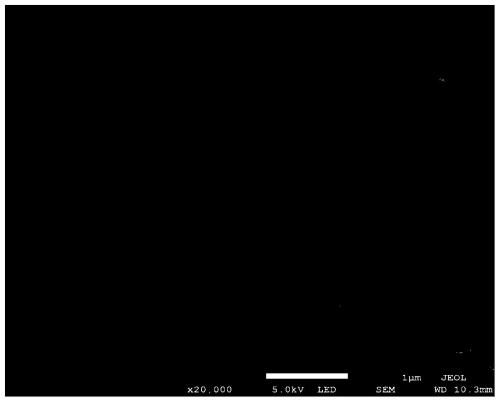 1μm JEOL
x20,000 5.0kV LED SEM WD 10.3mm